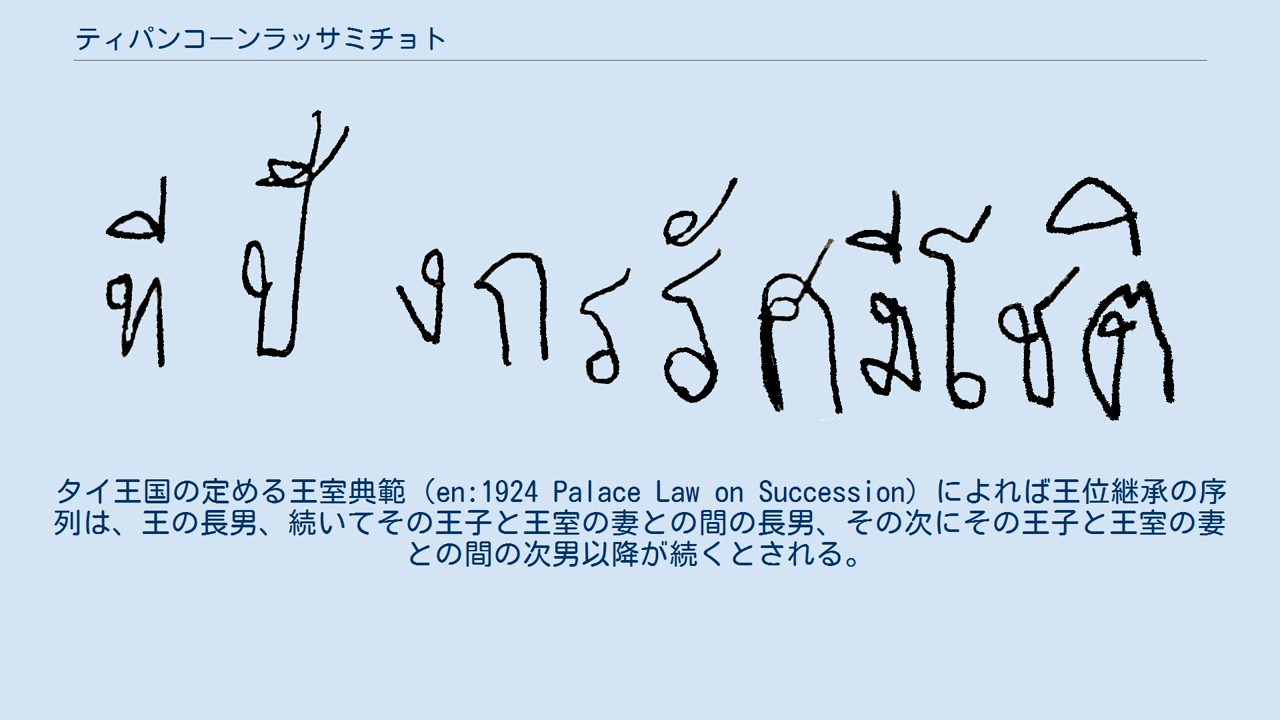 ティパンコーンラッサミチョト
ทีปังกรรัศมีโชติ
タイ王国の定める王室典範（en:1924 Palace Law on Succession）によれば王位継承の序
列は、王の長男、続いてその王子と王室の妻との間の長男、その次にその王子と王室の妻
との間の次男以降が続くとされる。